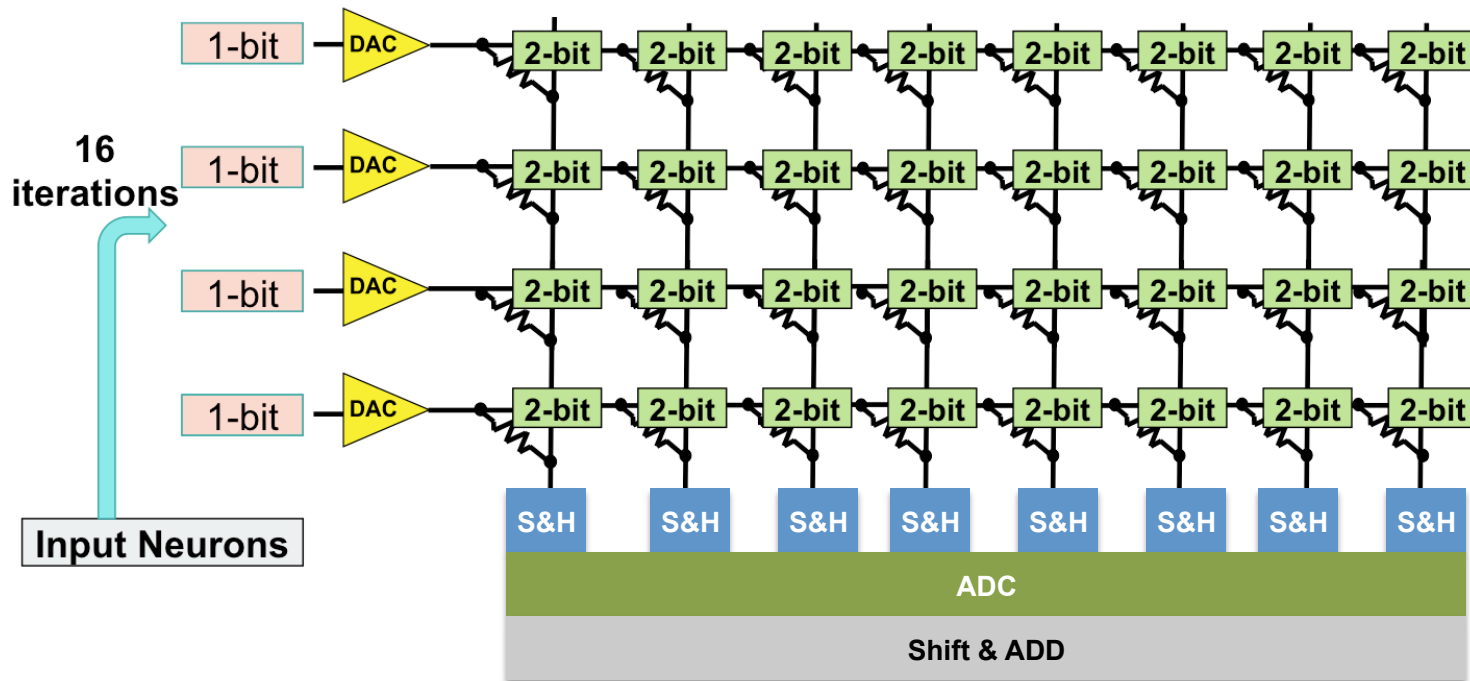 1-bit DAC 2-bit 2-bit 2-bit 2-bit 2-bit 2-bit 2-bit 2-bit
16
iterations
1-bit DAC 2-bit 2-bit 2-bit 2-bit 2-bit 2-bit 2-bit 2-bit
1-bit DAC 2-bit 2-bit 2-bit 2-bit 2-bit 2-bit 2-bit 2-bit
1-bit DAC 2-bit 2-bit 2-bit 2-bit 2-bit 2-bit 2-bit 2-bit
S&H S&H S&H S&H S&H S&H S&H S&H
Input Neurons
ADC
Shift & ADD